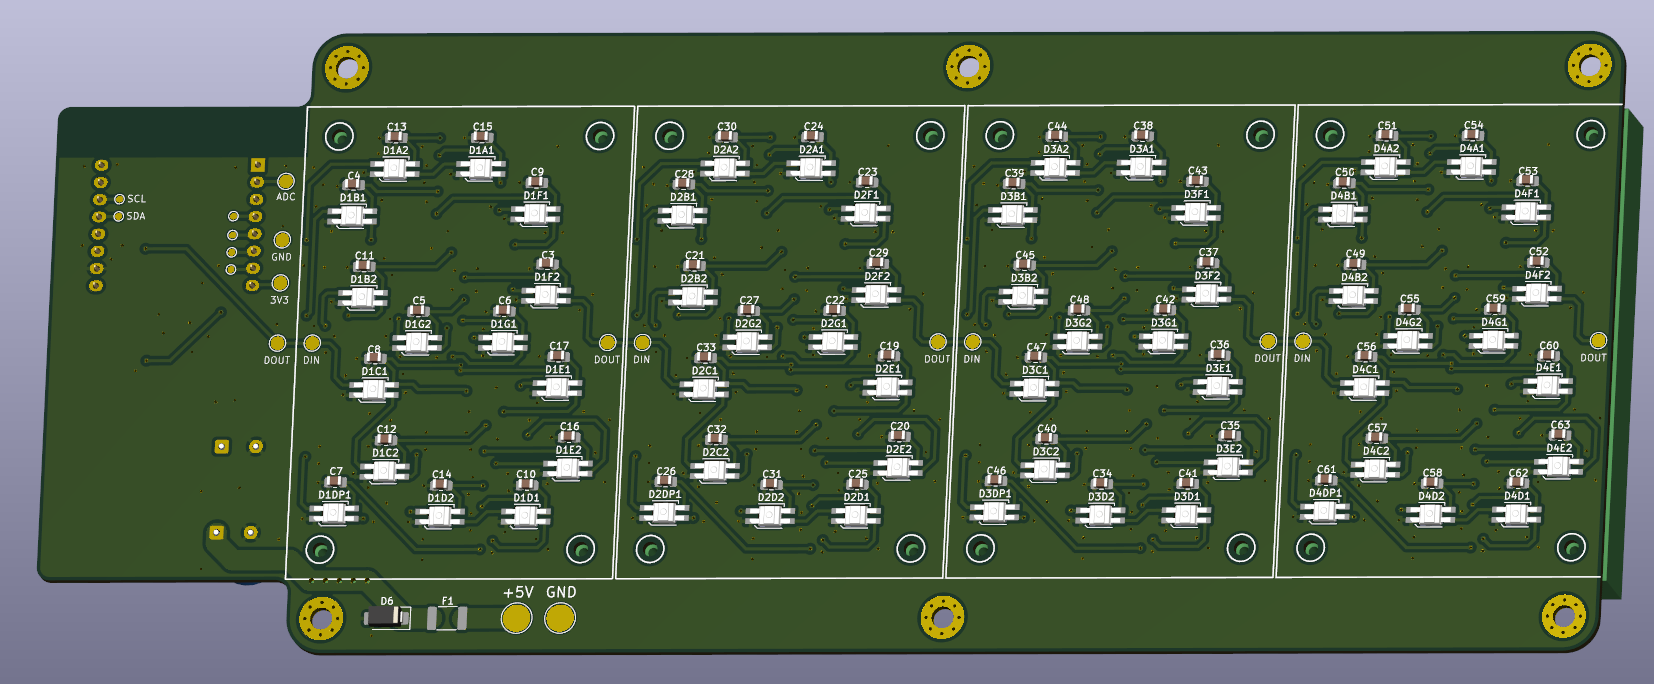 C13 C15 C30 C24 C44 C38 C51 C54
D1A2 D1A1 D2A2 D2A1 D3A2 D3A1 D4A2 D4A1
C4 C9 C28 C23 C39 C43 C50 C53
SCL ADC D1B1 D1F1 D2B1 D2F1 D3B1 D3F1 D4B1 D4F1
SDA
GND C11 C3 C21 C29 C45 C37 C49 C52
D1B2 D1F2 D2B2 D2F2 D3B2 D3F2 D4B2 D4F2
3V3 C5 C6 C27 C22 C48 C42 C55 C59
D1G2 D1G1 D2G2 D2G1 D3G2 D3G1 D4G2 D4G1
C8 C17 C33 C19 C47 C36 C56 C60
DOUT DIN DOUT DIN DOUT DIN DOUT DIN DOUT
D1C1 D1E1 D2C1 D2E1 D3C1 D3E1 D4C1 D4E1
C12 C16 C32 C20 C40 C35 C57 C63
D1C2 D1E2 D2C2 D2E2 D3C2 D3E2 D4C2 D4E2
C7 C14 C10 C26 C31 C25 C46 C34 C41 C61 C58 C62
D1DP1 D1D2 D1D1 D2DP1 D2D2 D2D1 D3DP1 D3D2 D3D1 D4DP1 D4D2 D4D1
D6 F1 +5V GND